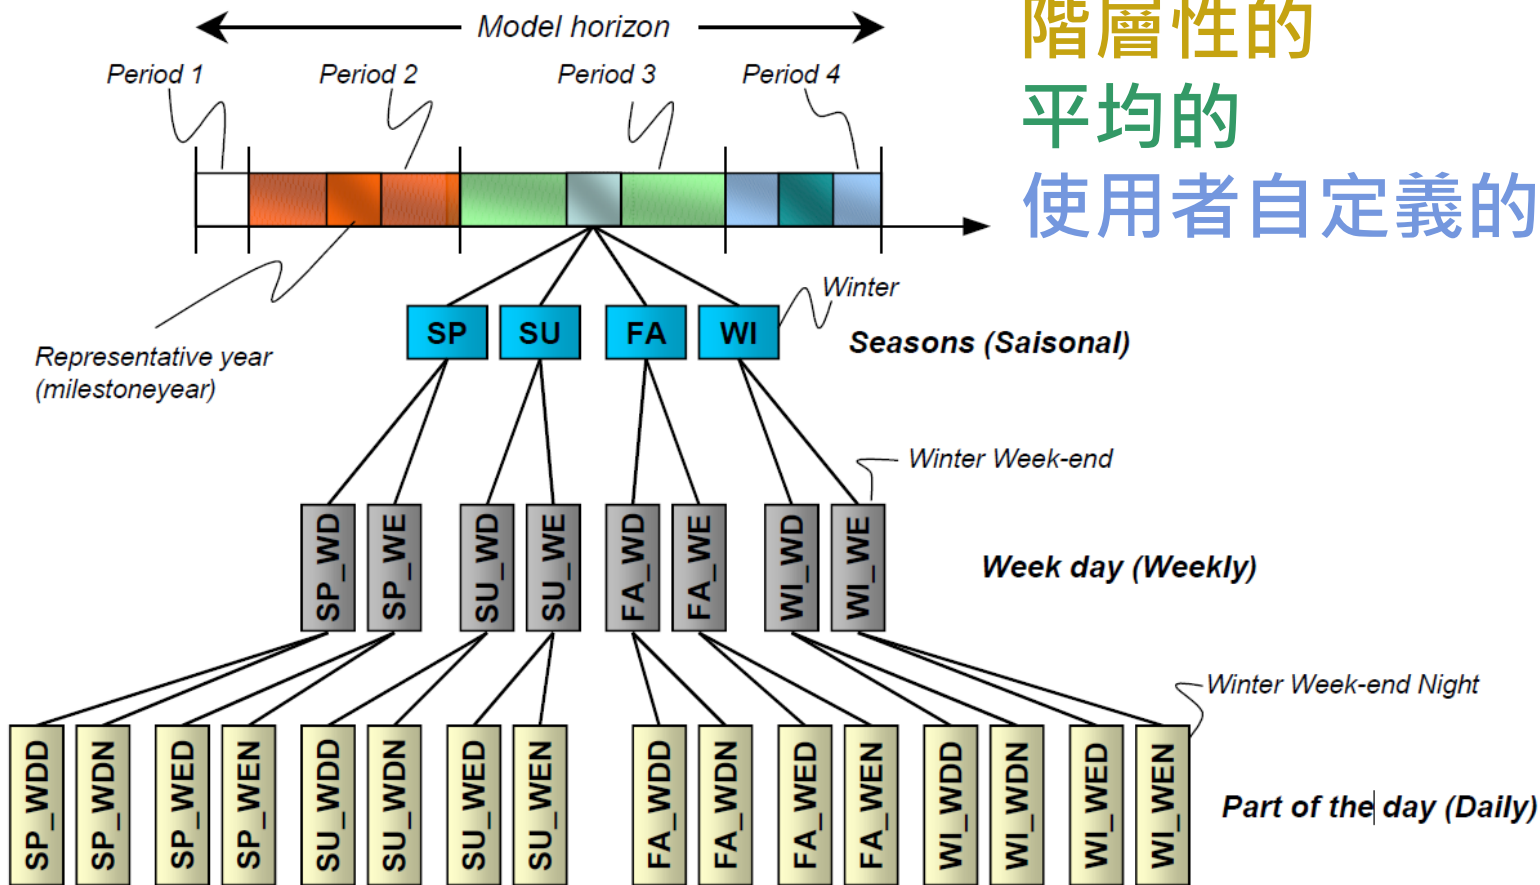 Model horizon
階層性的
Period 1
Period 2
Period 3
Period 4
平均的
使用者自定義的
Winter
SP
SU
FA
WI
Seasons (Saisonal)
Representative year
(milestoneyear)
Winter Week-end
SP_WD
SP_WE
SU_WD
SU_WE
FA_WD
FA_WE
WI_WD
WI_WE
Week day (Weekly)
Winter Week-end Night
SP_WDD
SP_WDN
SP_WED
SP_WEN
SU_WDD
SU_WDN
SU_WED
SU_WEN
FA_WDD
FA_WDN
FA_WED
FA_WEN
WI_WDD
WI_WDN
WI_WED
WI_WEN
Part of the day (Daily)